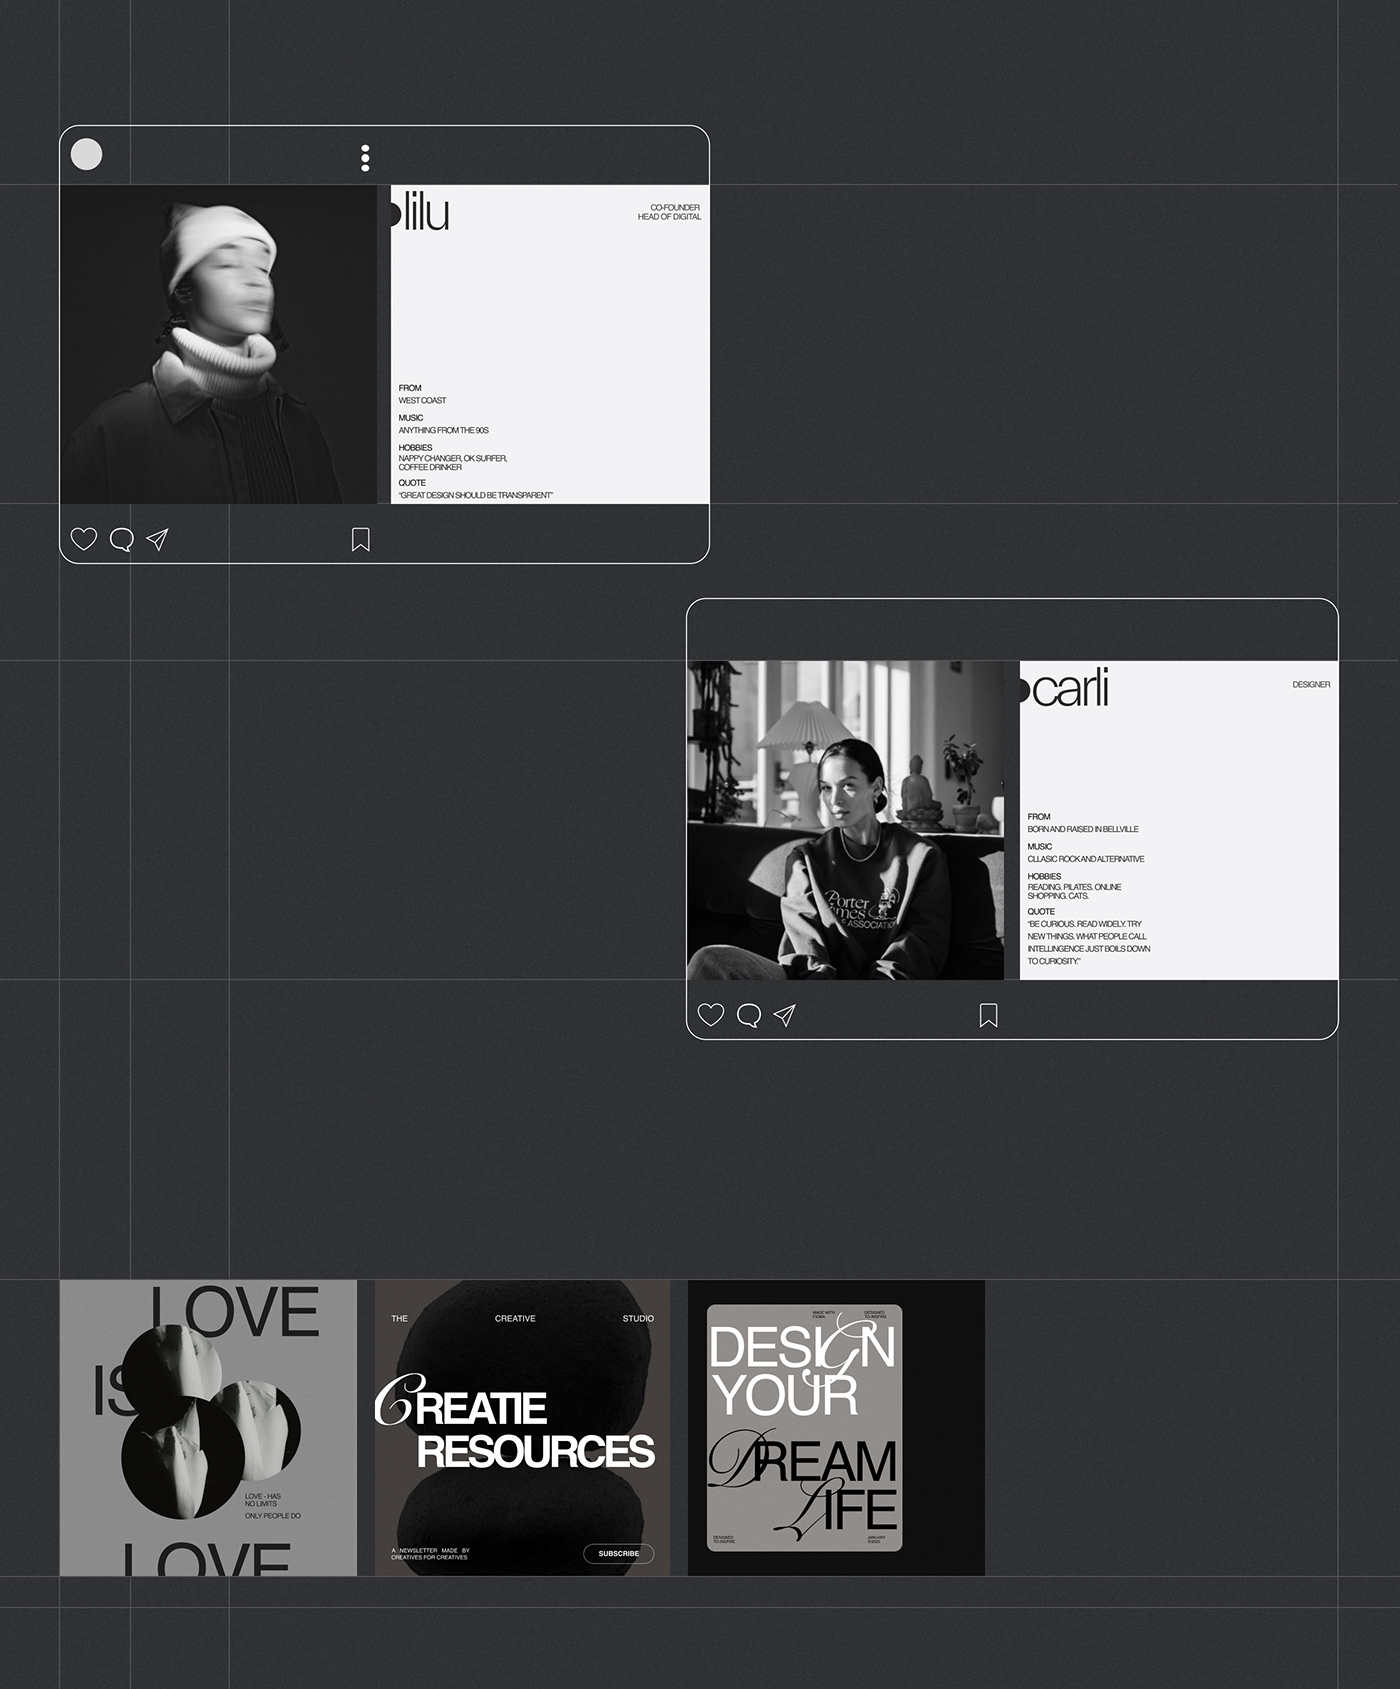 lilu
CO-FOUNDER
HEAD OF DIGITAL
FROM
WEST COAST
MUSIC
ANYTHING FROM THE 90S
HOBBIES
NAPPY CHANGER, OK SURFER,
COFFEE DRINKER
QUOTE
"GREAT DESIGN SHOULD BE TRANSPARENT"
carli
DESIGNER
FROM
BORN AND RAISED IN BELLVILLE
MUSIC
CLLASIC ROCK AND ALTERNATIVE
HOBBIES
READING. PILATES. ONLINE
SHOPPING. CATS.
QUOTE
"BE CURIOUS. READ WIDELY. TRY
NEW THINGS. WHAT PEOPLE CALL
INTELLINGENCE JUST BOILS DOWN
TO CURIOSITY."
Porter
ASSOCIATIO
LOVE
IS
LOVE - HAS
NO LIMITS
ONLY PEOPLE DO
LOVE
THE CREATIVE STUDIO
CREATIE
RESOURCES
A NEWSLETTER MADE BY
CREATIVES FOR CREATIVES
SUBSCRIBE
MADE WITH
FIGMA
DESIGNED
TO-INSPIRE
DESIGN
YOUR
DREAM
LIFE
DESIGNED
TO-INSPIRE
JANUARY